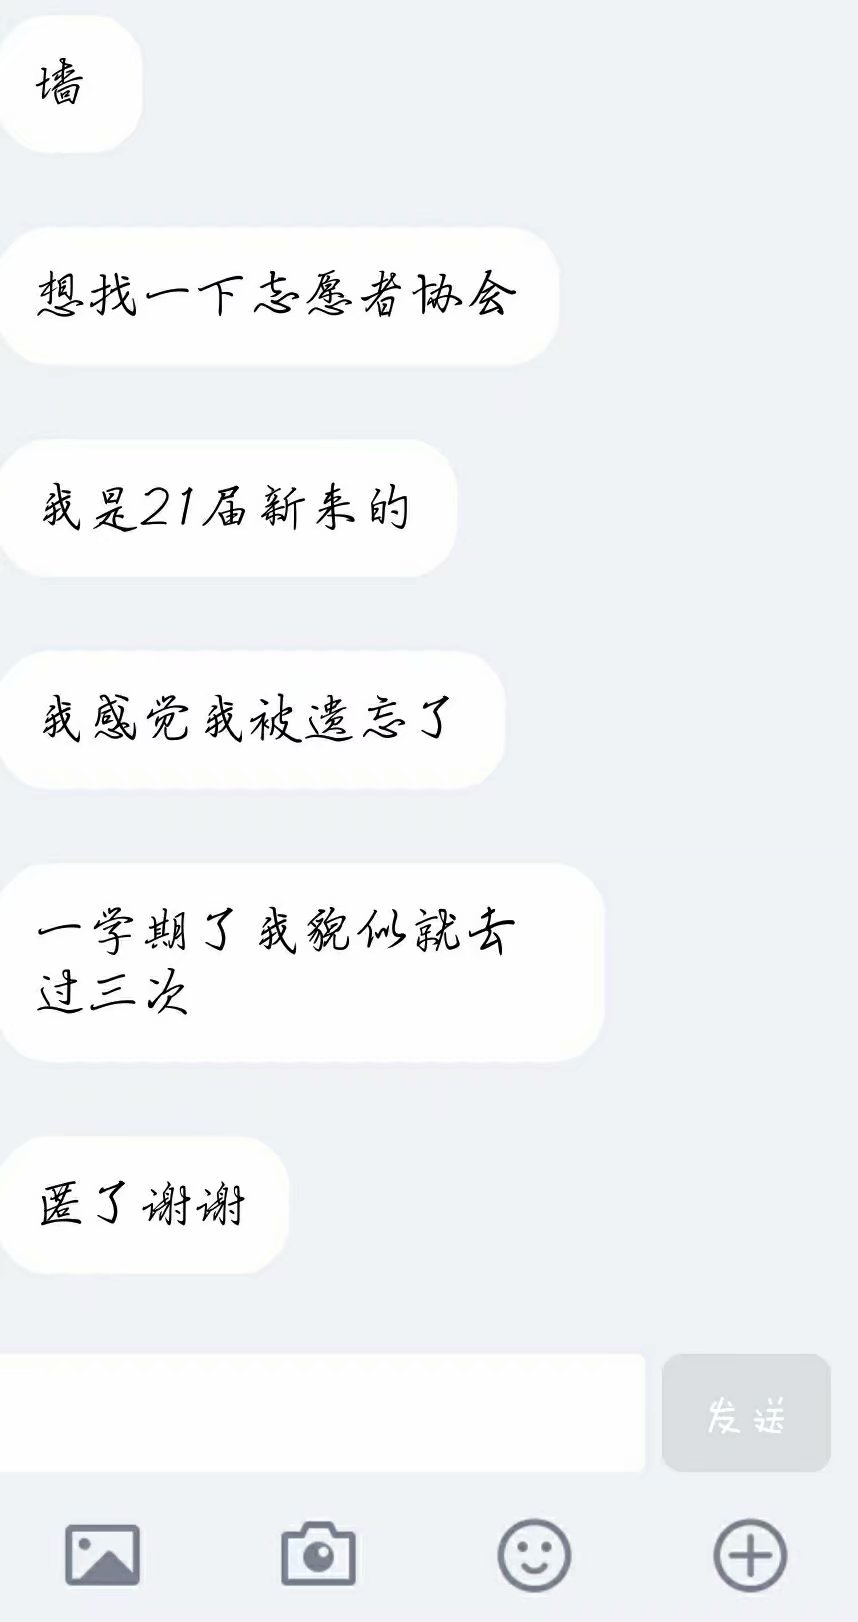 墙
想找一下志愿者协会
我是21届新来的
我感觉我被遗忘了
一学期了我貌似就去
过三次
匿了谢谢
发送